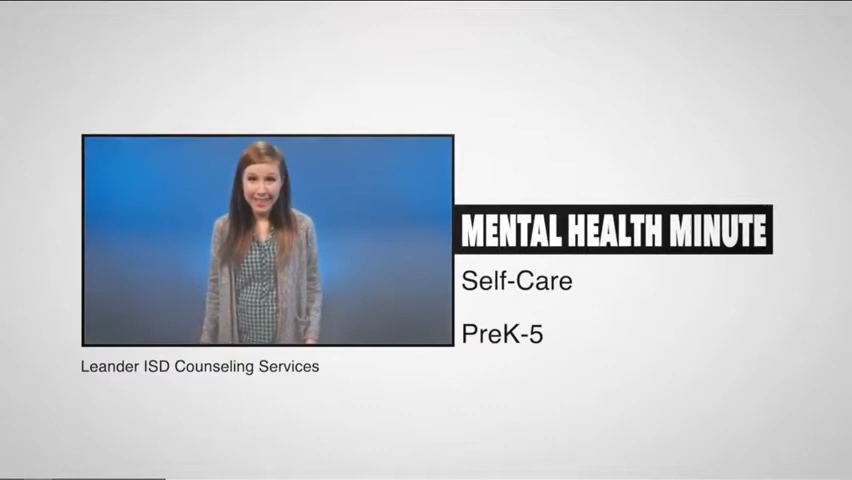 MENTAL HEALTH MINUTE
Self-Care
PreK-5
Leander ISD Counseling Services